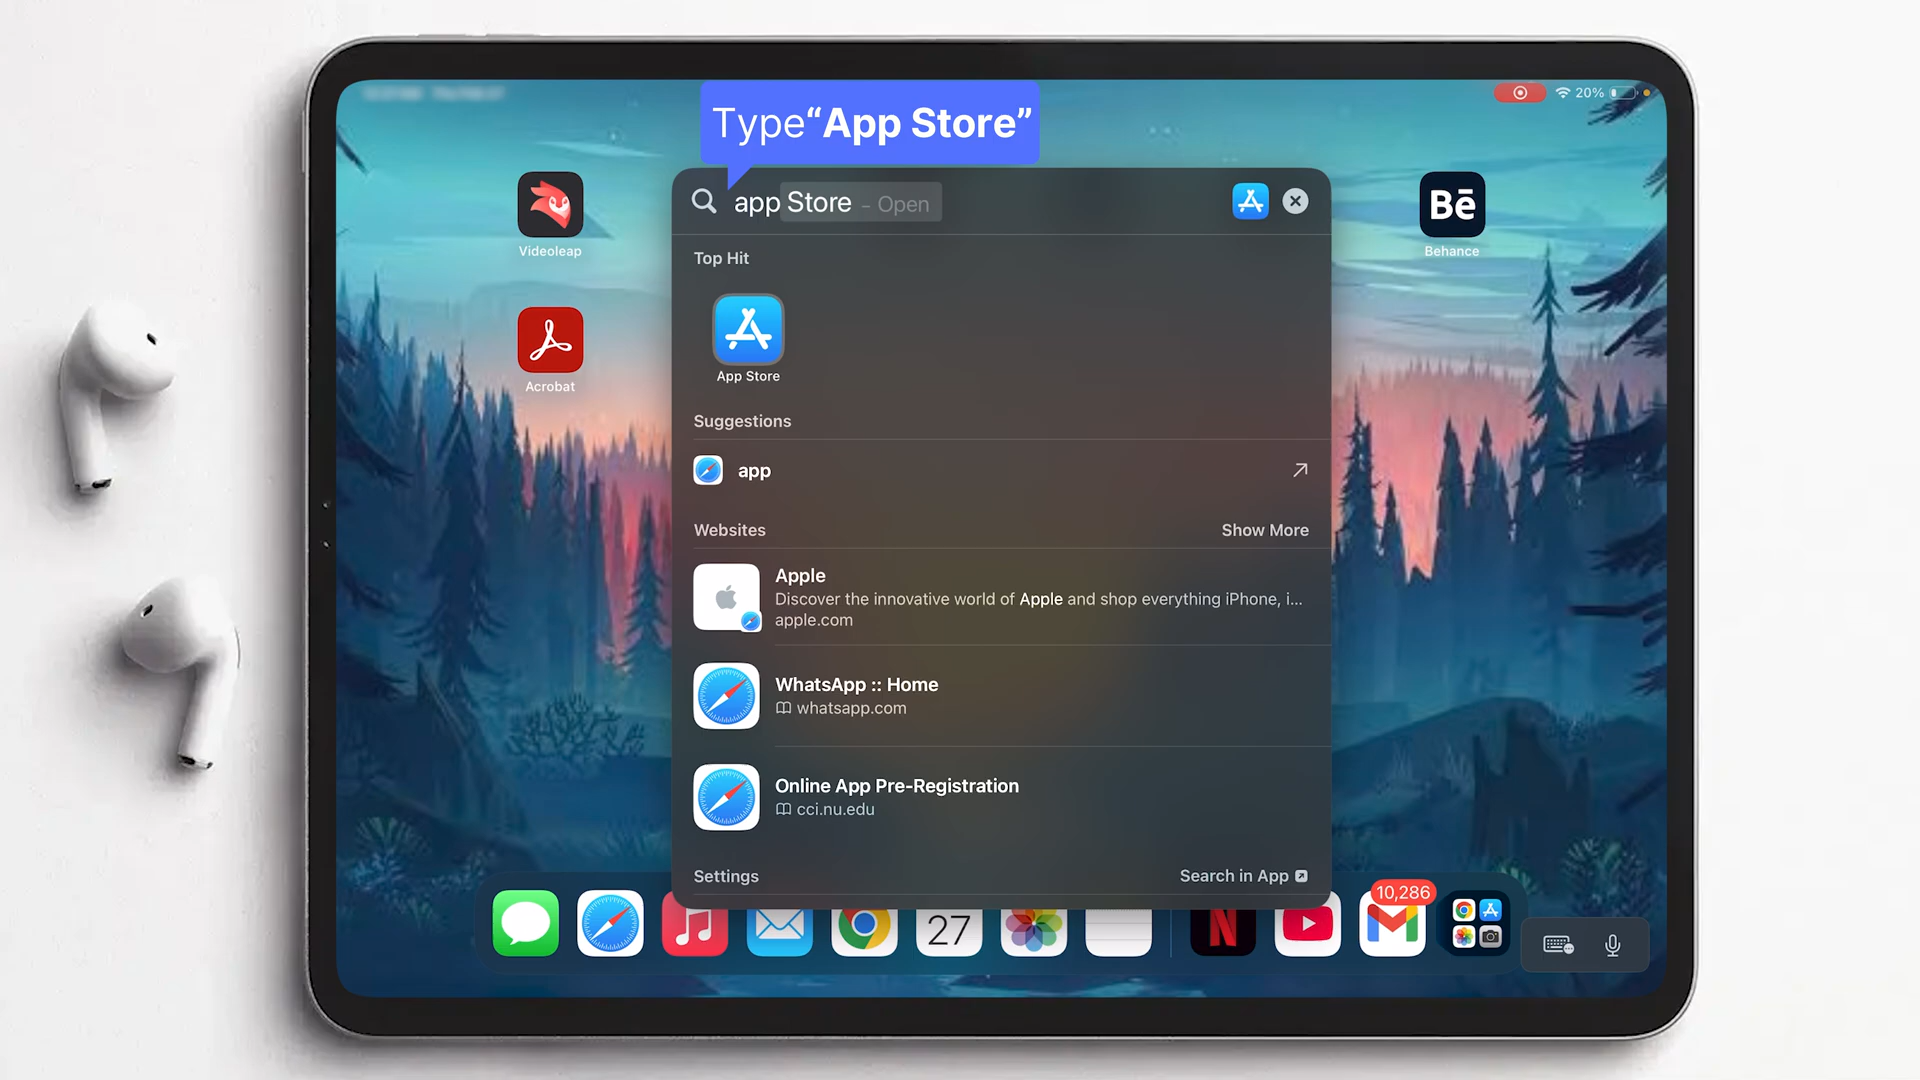 Type“App Store”
20%
app Store – Open
Videoleap
Bē
Behance
Top Hit
Acrobat
App Store
Suggestions
app
Websites
Show More
Apple
Discover the innovative world of Apple and shop everything iPhone, i...
apple.com
WhatsApp :: Home
whatsapp.com
Online App Pre-Registration
cci.nu.edu
Settings
Search in App
10,286
27
N